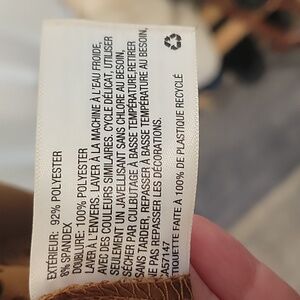 EXTÉRIEUR: 92% POLYESTER
8% SPANDEX
DOUBLURE: 100% POLYESTER
LAVER À L'ENVERS. LAVER À LA MACHINE À L'EAU FROIDE,
AVEC DES COULEURS SIMILAIRES. CYCLE DÉLICAT, UTILISER
SEULEMENT UN JAVELLISANT SANS CHLORE AU BESOIN,
SÉCHER PAR CULBUTAGE À BASSE TEMPÉRATURE,RETIRER
SANS TARDER, REPASSER À BASSE TEMPÉRATURE AU BESOIN,
NE PAS REPASSER LES DÉCORATIONS.
JAS7147
ÉTIQUETTE FAITE À 100% DE PLASTIQUE RECYCLÉ